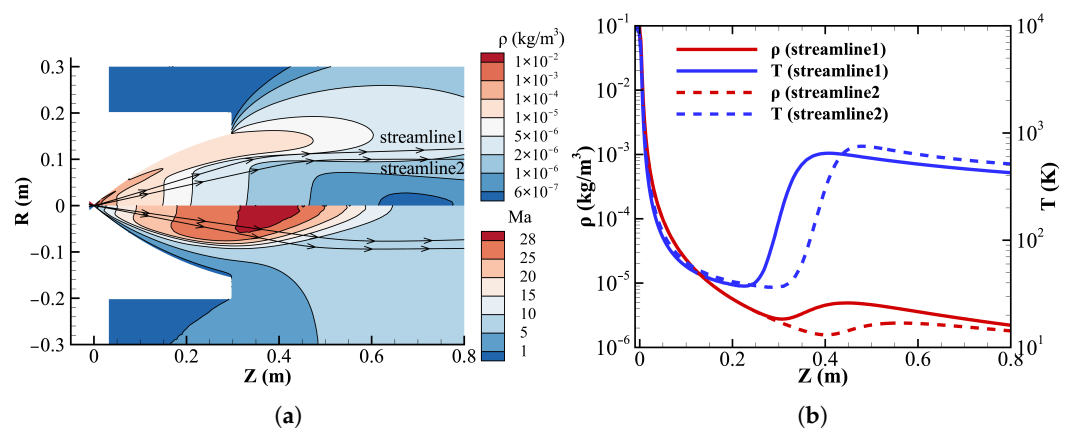 ρ (kg/m³)
1×10⁻²
1×10⁻³
1×10⁻⁴
1×10⁻⁵
5×10⁻⁶
2×10⁻⁶
1×10⁻⁶
6×10⁻⁷
Ma
28
25
20
15
10
5
1
0.3
0.2
0.1
0
−0.1
−0.2
−0.3
R (m)
streamline1
streamline2
0 0.2 0.4 0.6 0.8
Z (m)
(a)
10⁻¹
10⁻²
10⁻³
10⁻⁴
10⁻⁵
10⁻⁶
ρ (kg/m³)
ρ (streamline1)
T (streamline1)
ρ (streamline2
T (streamline2)
10⁴
10³
10²
10¹
T (K)
0 0.2 0.4 0.6 0.8
Z (m)
(b)